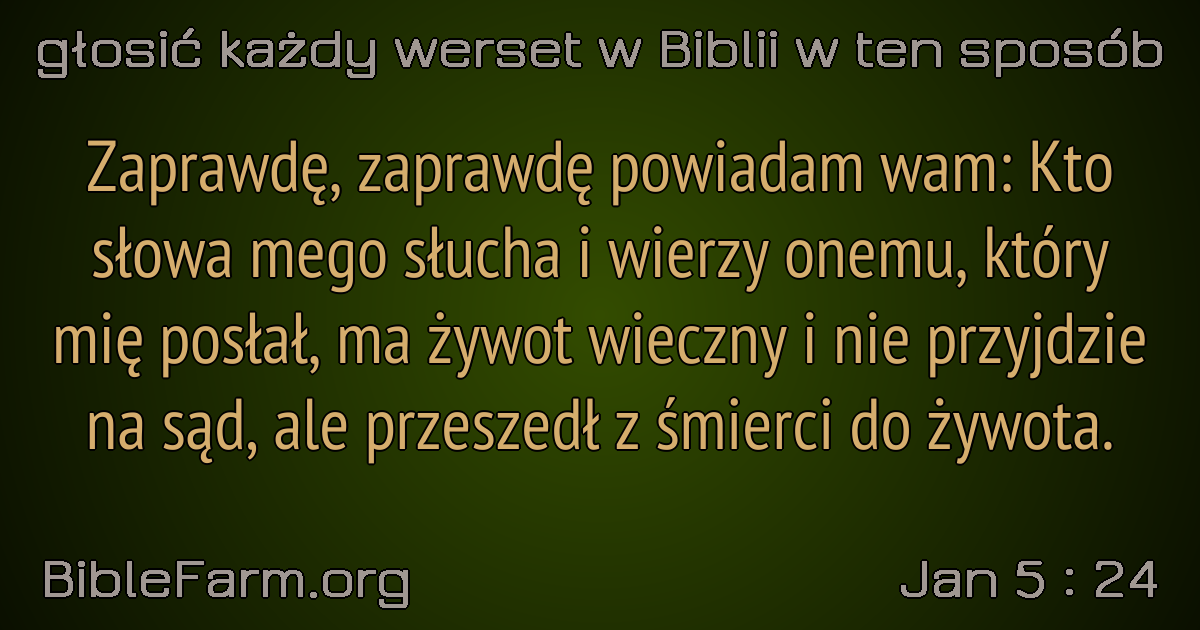 głosić każdy werset w Biblii w ten sposób
Zaprawdę, zaprawdę powiadam wam: Kto
słowa mego słucha i wierzy onemu, który
mię posłał, ma żywot wieczny i nie przyjdzie
na sąd, ale przeszedł z śmierci do żywota.
BibleFarm.org
Jan 5 : 24